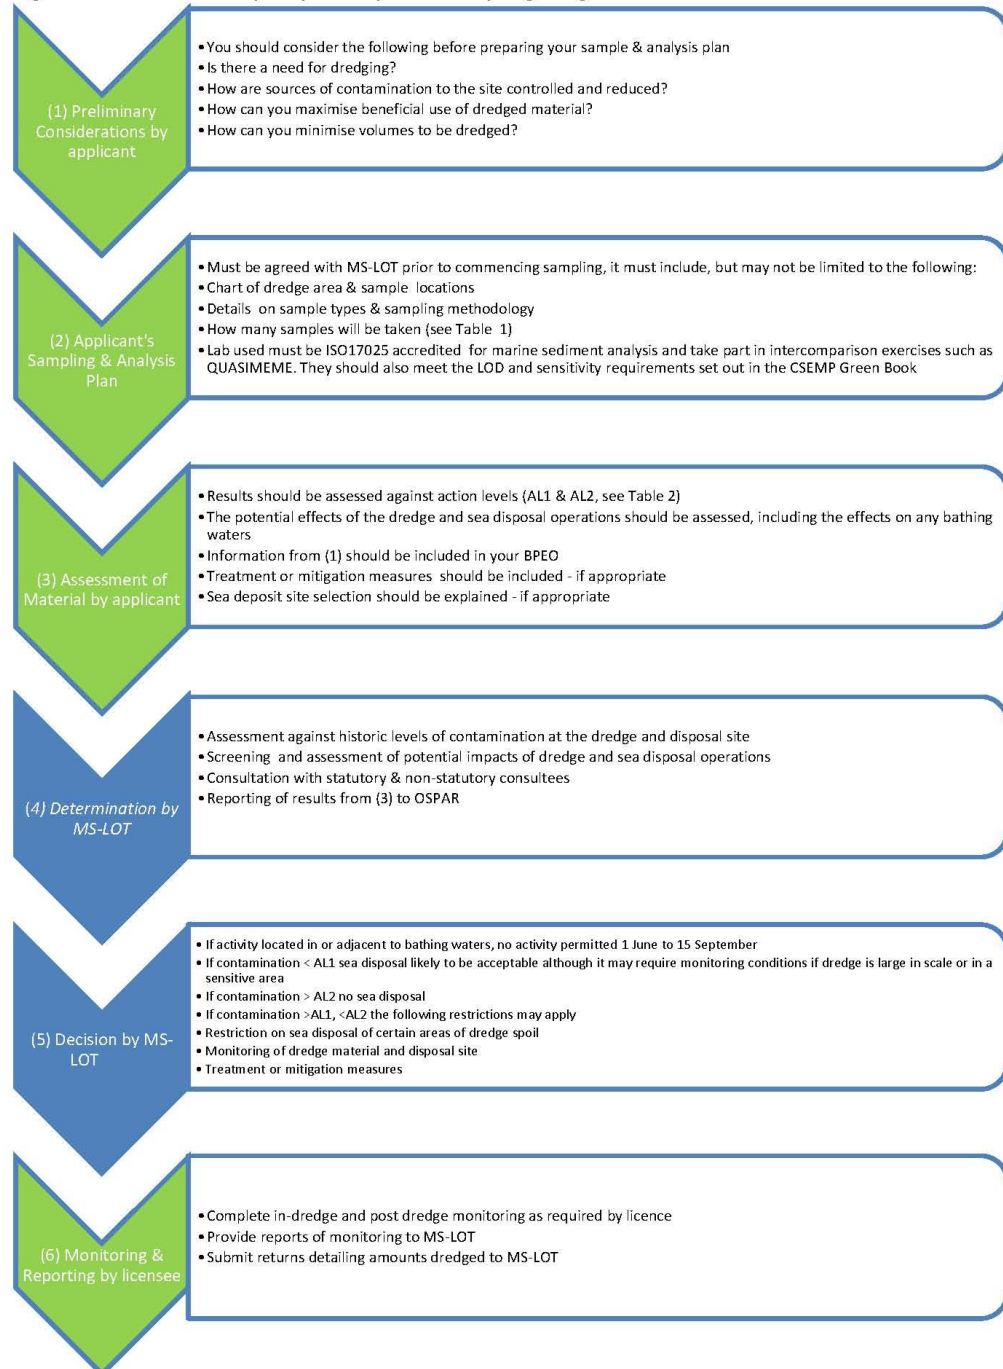 (1) Preliminary
Considerations by
applicant
•You should consider the following before preparing your sample & analysis plan
•Is there a need for dredging?
•How are sources of contamination to the site controlled and reduced?
•How can you maximise beneficial use of dredged material?
•How can you minimise volumes to be dredged?
(2) Applicant's
Sampling & Analysis
Plan
•Must be agreed with MS-LOT prior to commencing sampling, it must include, but may not be limited to the following:
•Chart of dredge area & sample locations
•Details on sample types & sampling methodology
•How many samples will be taken (see Table 1)
•Lab used must be ISO17025 accredited for marine sediment analysis and take part in intercomparison exercises such as
QUASIMEME. They should also meet the LOD and sensitivity requirements set out in the CSEMP Green Book
(3) Assessment of
Material by applicant
•Results should be assessed against action levels (AL1 & AL2, see Table 2)
•The potential effects of the dredge and sea disposal operations should be assessed, including the effects on any bathing
waters
•Information from (1) should be included in your BPEO
•Treatment or mitigation measures should be included - if appropriate
•Sea deposit site selection should be explained - if appropriate
(4) Determination by
MS-LOT
•Assessment against historic levels of contamination at the dredge and disposal site
•Screening and assessment of potential impacts of dredge and sea disposal operations
•Consultation with statutory & non-statutory consultees
•Reporting of results from (3) to OSPAR
(5) Decision by MS-
LOT
• If activity located in or adjacent to bathing waters, no activity permitted 1 June to 15 September
• If contamination < AL1 sea disposal likely to be acceptable although it may require monitoring conditions if dredge is large in scale or in a
sensitive area
• If contamination > AL2 no sea disposal
• If contamination >AL1, <AL2 the following restrictions may apply
• Restriction on sea disposal of certain areas of dredge spoil
• Monitoring of dredge material and disposal site
• Treatment or mitigation measures
(6) Monitoring &
Reporting by licensee
•Complete in-dredge and post dredge monitoring as required by licence
•Provide reports of monitoring to MS-LOT
•Submit returns detailing amounts dredged to MS-LOT